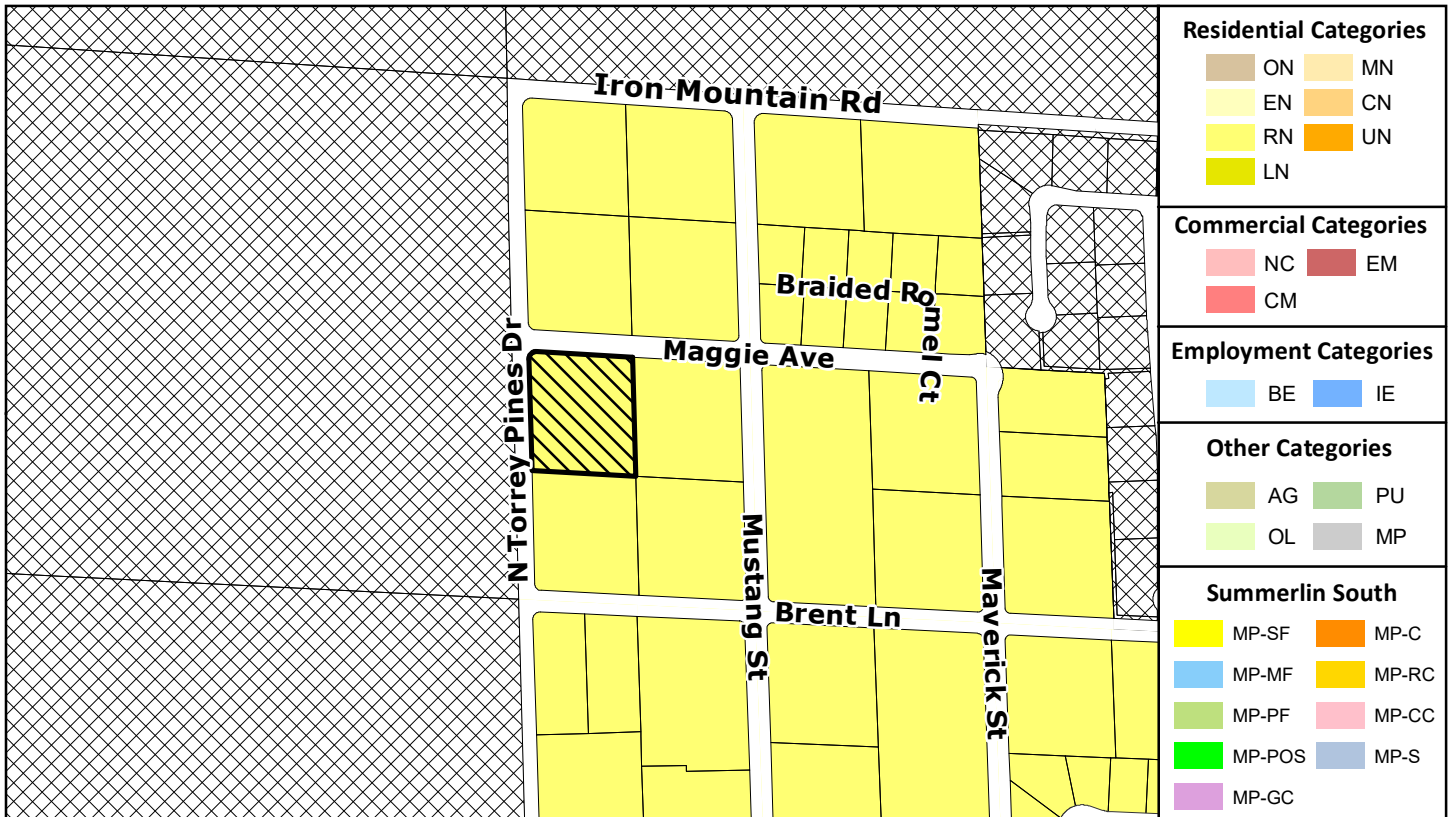 Iron Mountain Rd
Braided Romel Ct
Maggie Ave
N Torrey Pines Dr
Mustang St
Brent Ln
Maverick St
Residential Categories
ON MN
EN CN
RN UN
LN
Commercial Categories
NC EM
CM
Employment Categories
BE IE
Other Categories
AG PU
OL MP
Summerlin South
MP-SF MP-C
MP-MF MP-RC
MP-PF MP-CC
MP-POS MP-S
MP-GC